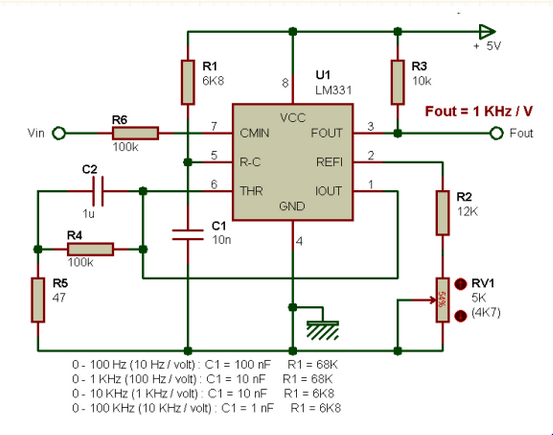 + 5V
R1
6K8
U1
LM331
R3
10k
8
VCC
Fout = 1 KHz / V
Vin
R6
100k
7
CMIN
FOUT
3
Fout
5
R-C
REFI
2
C2
1u
6
THR
IOUT
1
R2
12K
GND
C1
10n
4
R4
100k
R5
47
54%
RV1
5K
(4K7)
0 - 100 Hz (10 Hz / volt) : C1 = 100 nF R1 = 68K
0 - 1 KHz (100 Hz / volt) : C1 = 10 nF R1 = 68K
0 - 10 KHz (1 KHz / volt) : C1 = 10 nF R1 = 6K8
0 - 100 KHz (10 KHz / volt) : C1 = 1 nF R1 = 6K8